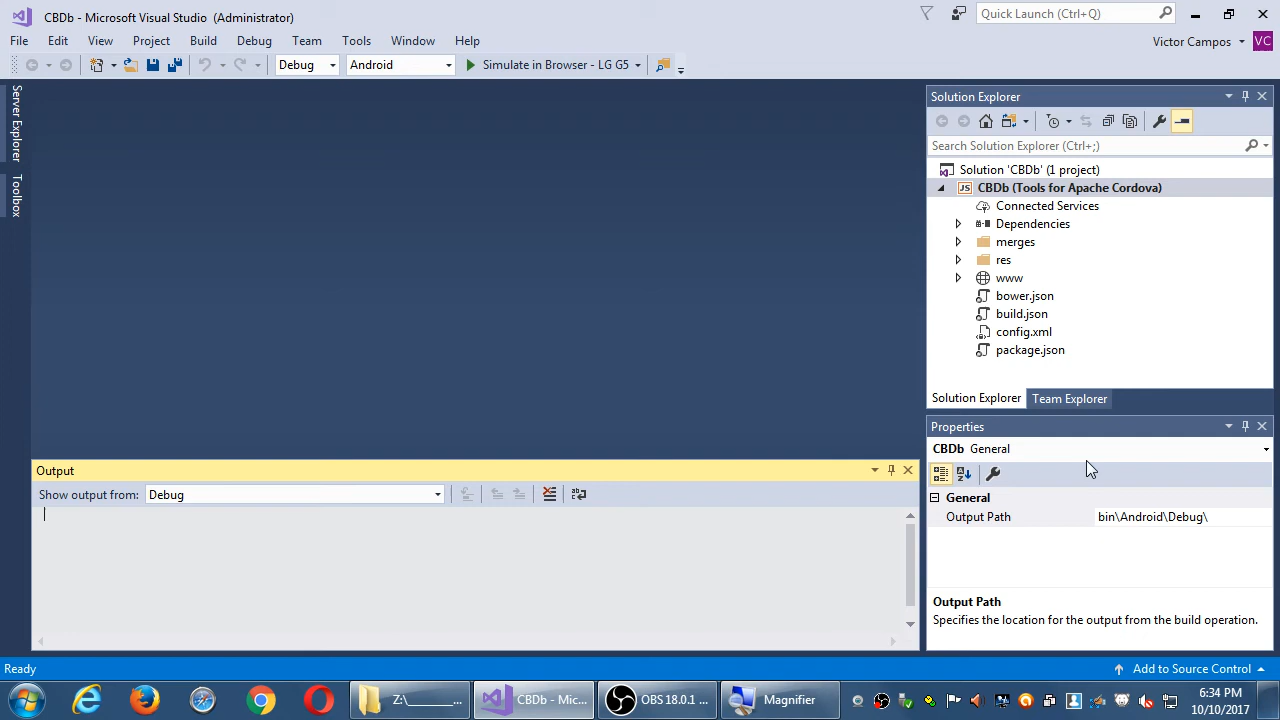 CBDb - Microsoft Visual Studio (Administrator)
Quick Launch (Ctrl+Q)
File Edit View Project Build Debug Team Tools Window Help
Victor Campos VC
Debug Android Simulate in Browser - LG G5
Server Explorer
Toolbox
Solution Explorer
Search Solution Explorer (Ctrl+;)
Solution 'CBDb' (1 project)
JS CBDb (Tools for Apache Cordova)
Connected Services
Dependencies
merges
res
www
bower.json
build.json
config.xml
package.json
Solution Explorer Team Explorer
Properties
CBDb General
General
Output Path bin\Android\Debug\
Output Path
Specifies the location for the output from the build operation.
Output
Show output from: Debug
Ready
Add to Source Control
Z:\______... CBDb - Mic... OBS 18.0.1 ... Magnifier
6:34 PM
10/10/2017